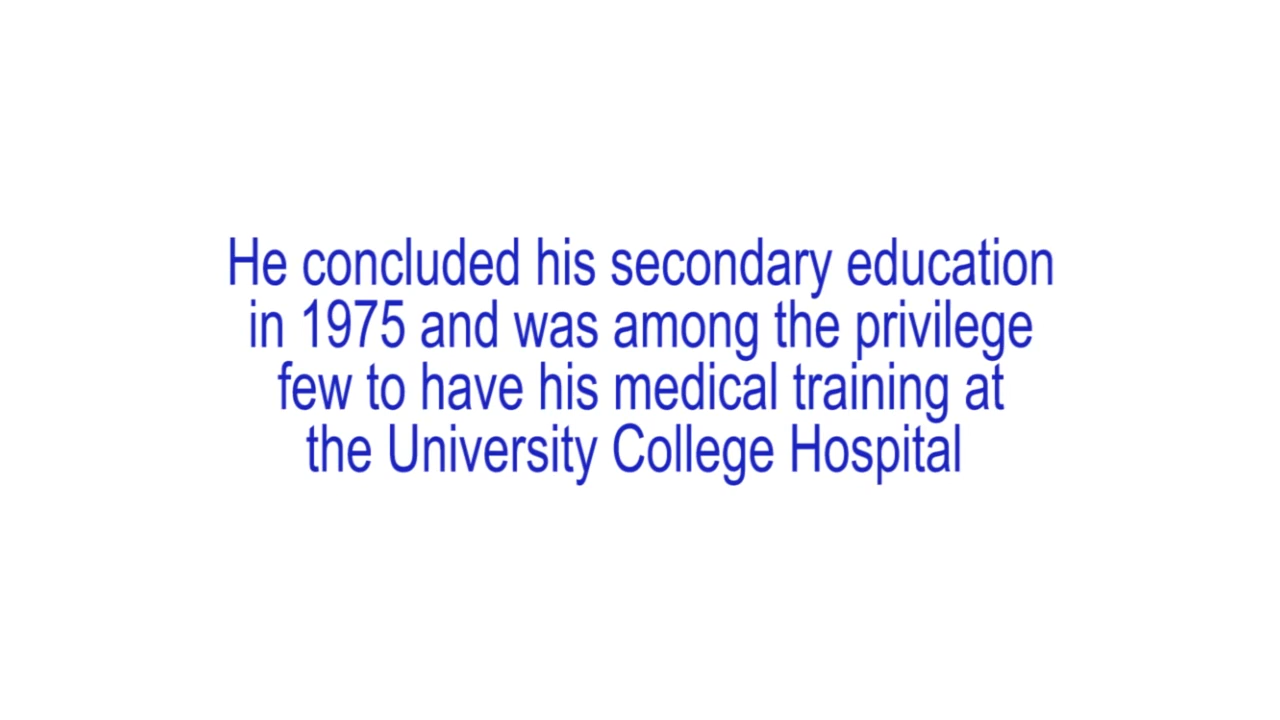 He concluded his secondary education
in 1975 and was among the privilege
few to have his medical training at
the University College Hospital